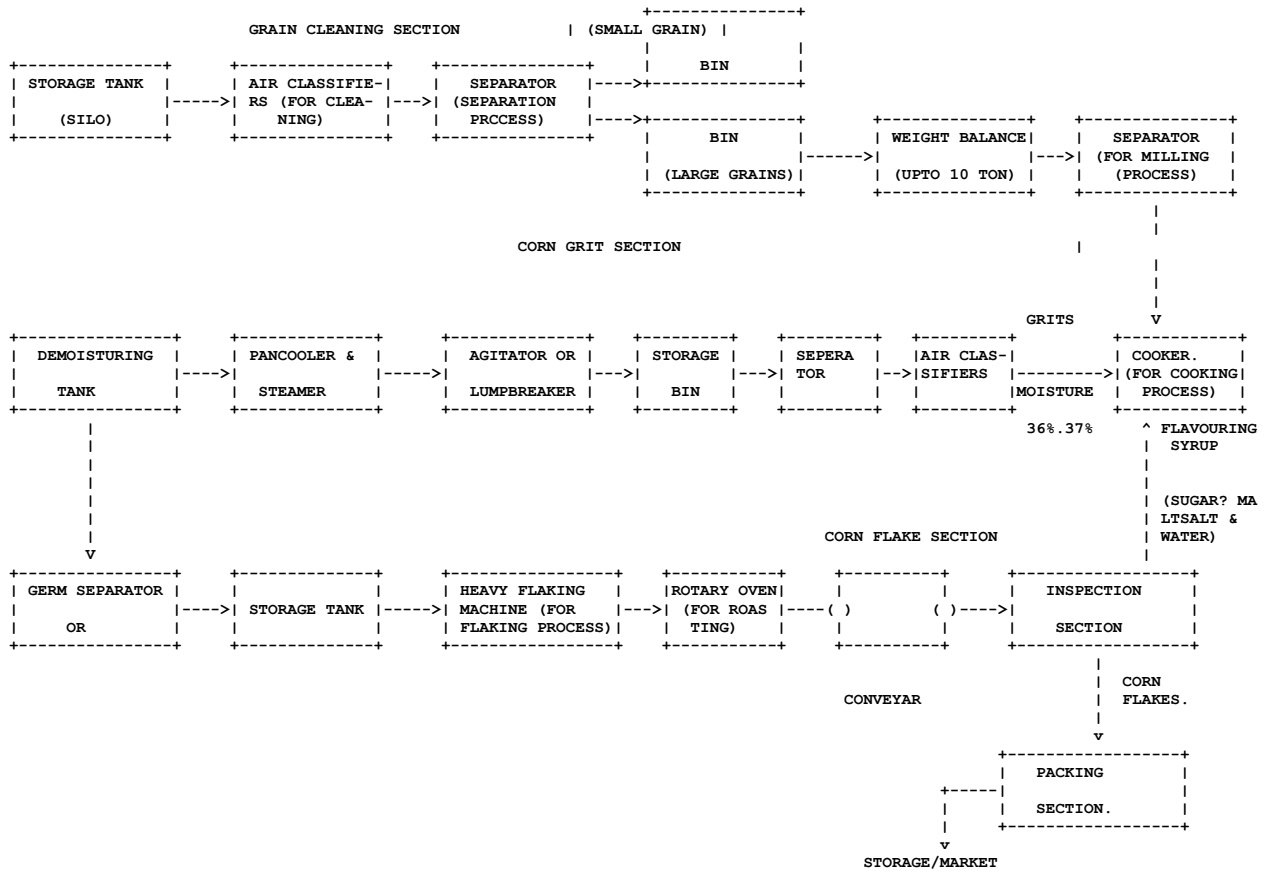 GRAIN CLEANING SECTION
(SMALL GRAIN)
BIN
STORAGE TANK
(SILO)
AIR CLASSIFIE-
RS (FOR CLEA-
NING)
SEPARATOR
(SEPARATION
PRCCESS)
BIN
(LARGE GRAINS)
WEIGHT BALANCE
(UPTO 10 TON)
SEPARATOR
(FOR MILLING
(PROCESS)
CORN GRIT SECTION
DEMOISTURING
TANK
PANCOOLER &
STEAMER
AGITATOR OR
LUMPBREAKER
STORAGE
BIN
SEPERA
TOR
AIR CLAS-
SIFIERS
GRITS
MOISTURE
36%.37%
COOKER.
(FOR COOKING
PROCESS)
FLAVOURING
SYRUP
(SUGAR? MA
LTSALT &
WATER)
CORN FLAKE SECTION
GERM SEPARATOR
OR
STORAGE TANK
HEAVY FLAKING
MACHINE (FOR
FLAKING PROCESS)
ROTARY OVEN
(FOR ROAS
TING)
( ) ( )
CONVEYAR
INSPECTION
SECTION
CORN
FLAKES.
PACKING
SECTION.
STORAGE/MARKET